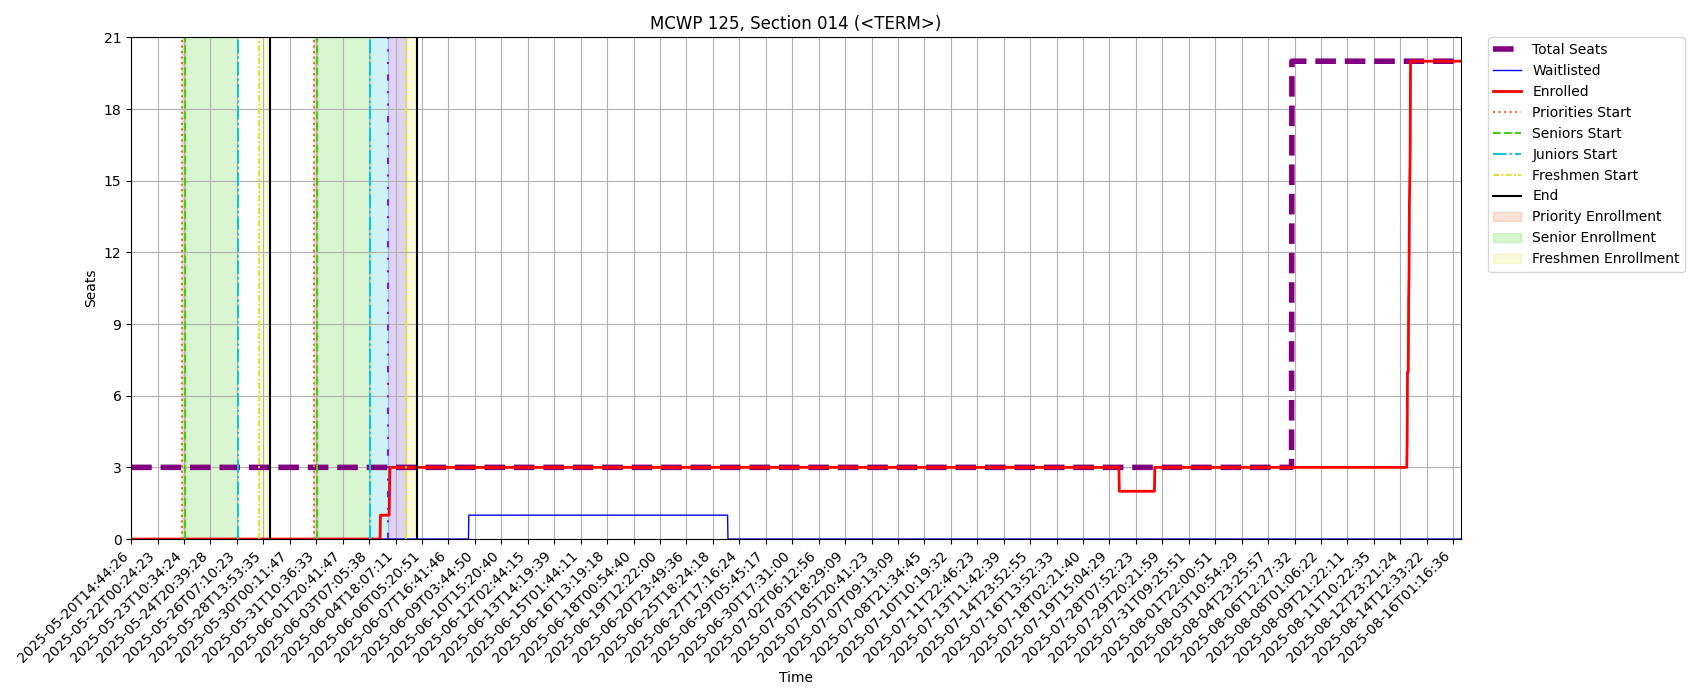 MCWP 125, Section 014 (<TERM>)
21
18
15
12
9
6
3
0
Seats
2025-05-20T14:44:26
2025-05-22T00:24:23
2025-05-23T10:34:24
2025-05-24T20:39:28
2025-05-26T07:10:23
2025-05-28T13:53:35
2025-05-30T00:11:47
2025-05-31T10:36:33
2025-06-01T20:41:47
2025-06-03T07:05:38
2025-06-04T18:07:11
2025-06-06T05:20:51
2025-06-07T16:41:46
2025-06-09T03:44:50
2025-06-10T15:20:40
2025-06-12T02:44:15
2025-06-13T14:19:39
2025-06-15T01:44:11
2025-06-16T13:19:18
2025-06-18T00:54:40
2025-06-19T12:22:00
2025-06-20T23:49:36
2025-06-25T18:24:18
2025-06-27T17:16:24
2025-06-29T05:45:17
2025-06-30T17:31:00
2025-07-02T06:12:56
2025-07-03T18:29:09
2025-07-05T20:41:23
2025-07-07T09:13:09
2025-07-08T21:34:45
2025-07-10T10:19:32
2025-07-11T22:46:23
2025-07-13T11:42:39
2025-07-14T23:52:55
2025-07-16T13:52:33
2025-07-18T02:21:40
2025-07-19T15:04:29
2025-07-28T07:52:23
2025-07-29T20:21:59
2025-07-31T09:25:51
2025-08-01T22:00:51
2025-08-03T10:54:29
2025-08-04T23:25:57
2025-08-06T12:27:32
2025-08-08T01:06:22
2025-08-09T21:22:11
2025-08-11T10:22:35
2025-08-12T23:21:24
2025-08-14T12:33:22
2025-08-16T01:16:36
Time
Total Seats
Waitlisted
Enrolled
Priorities Start
Seniors Start
Juniors Start
Freshmen Start
End
Priority Enrollment
Senior Enrollment
Freshmen Enrollment